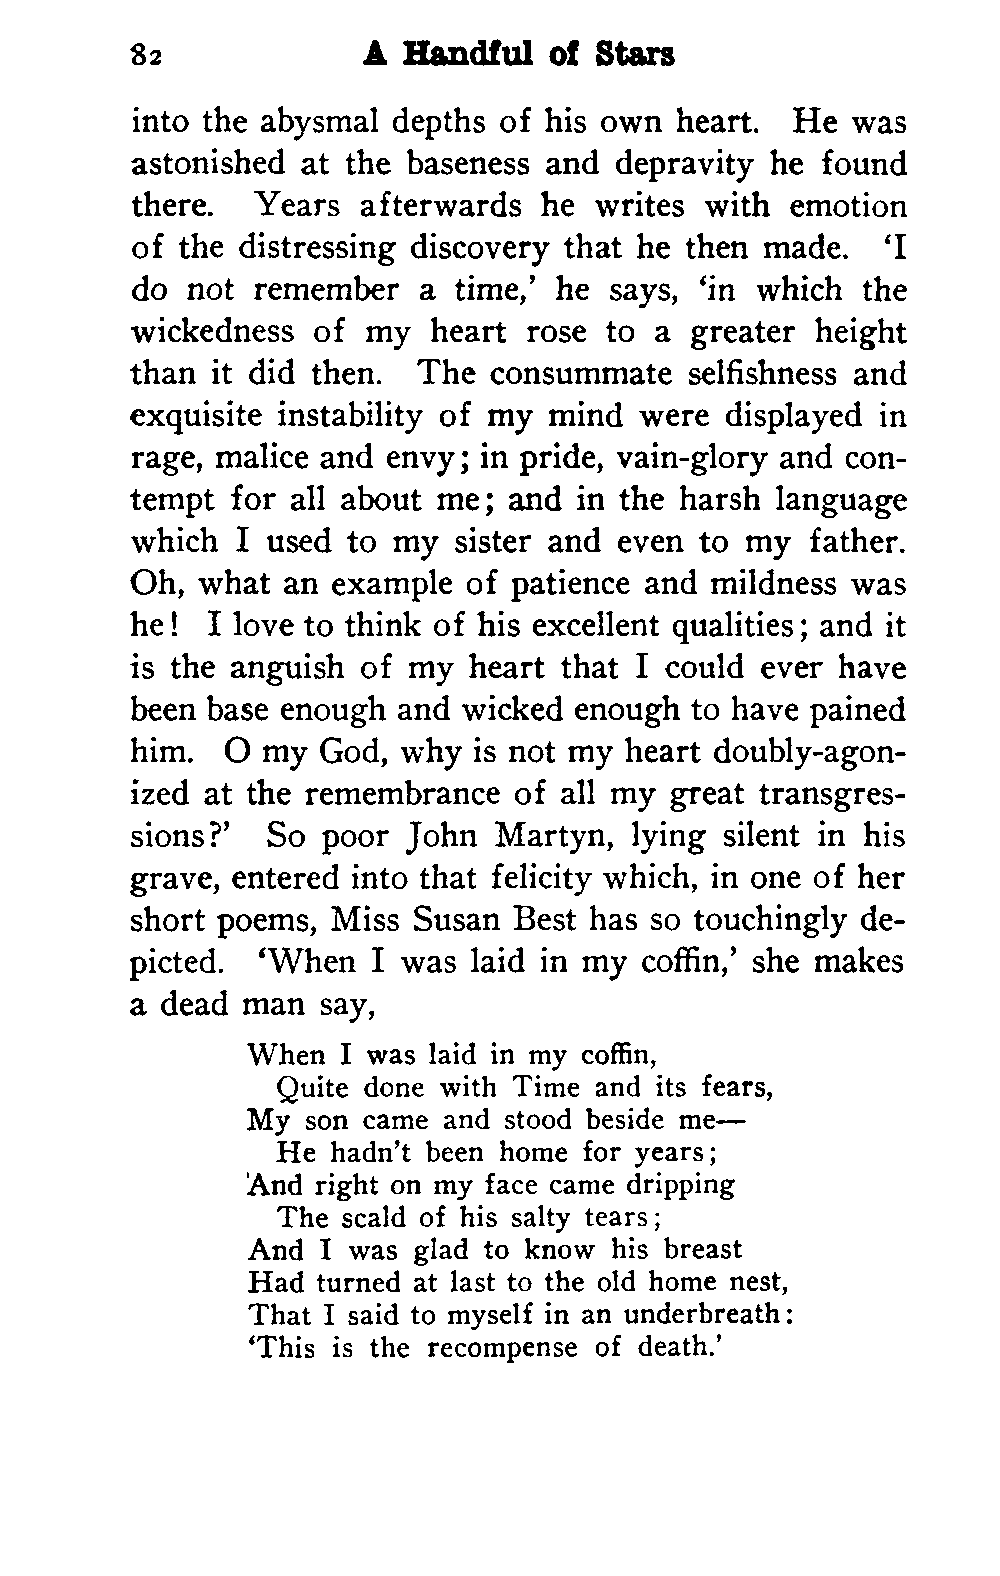 82 A Handful of Stars
into the abysmal depths of his own heart. He was
astonished at the baseness and depravity he found
there. Years afterwards he writes with emotion
of the distressing discovery that he then made. ‘I
do not remember a time,’ he says, ‘in which the
wickedness of my heart rose to a greater height
than it did then. The consummate selfishness and
exquisite instability of my mind were displayed in
rage, malice and envy; in pride, vain-glory and con-
tempt for all about me; and in the harsh language
which I used to my sister and even to my father.
Oh, what an example of patience and mildness was
he! I love to think of his excellent qualities; and it
is the anguish of my heart that I could ever have
been base enough and wicked enough to have pained
him. O my God, why is not my heart doubly-agon-
ized at the remembrance of all my great transgres-
sions?’ So poor John Martyn, lying silent in his
grave, entered into that felicity which, in one of her
short poems, Miss Susan Best has so touchingly de-
picted. ‘When I was laid in my coffin,’ she makes
a dead man say,
When I was laid in my coffin,
Quite done with Time and its fears,
My son came and stood beside me—
He hadn’t been home for years;
'And right on my face came dripping
The scald of his salty tears;
And I was glad to know his breast
Had turned at last to the old home nest,
That I said to myself in an underbreath:
‘This is the recompense of death.’